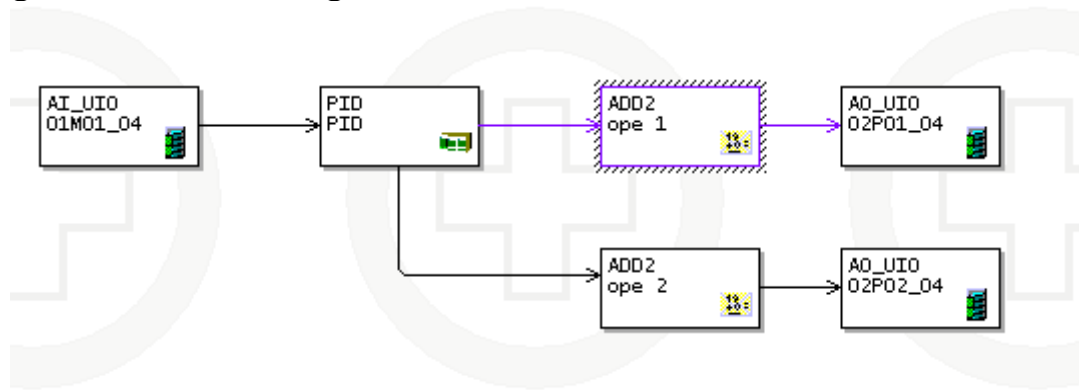 AI_UIO
01M01_04
PID
PID
ADD2
ope 1
AO_UIO
02P01_04
ADD2
ope 2
AO_UIO
02P02_04